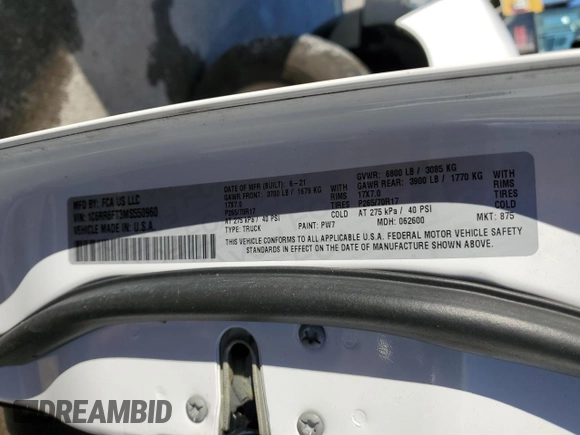 MFD BY: FCA US LLC
DATE OF MFR (BUILT): 6-21
GVWR: 6800 LB / 3085 KG
GAWR FRONT: 3700 LB / 1678 KG
GAWR REAR: 3900 LB / 1770 KG
17X7.0
17X7.0
TIRES
P265/70R17
TIRES
P265/70R17
COLD
AT 275 kPa / 40 PSI
COLD
AT 275 kPa / 40 PSI
VIN: 1C6RR6FT3MS550960
VEHICLE MADE IN: U.S.A.
TYPE: TRUCK
PAINT: PW7
MDH: 062600
MKT: 875
THIS VEHICLE CONFORMS TO ALL APPLICABLE U.S.A. FEDERAL MOTOR VEHICLE SAFETY
STANDARDS IN EFFECT ON THE DATE OF MANUFACTURE SHOWN ABOVE.
DREAMBID